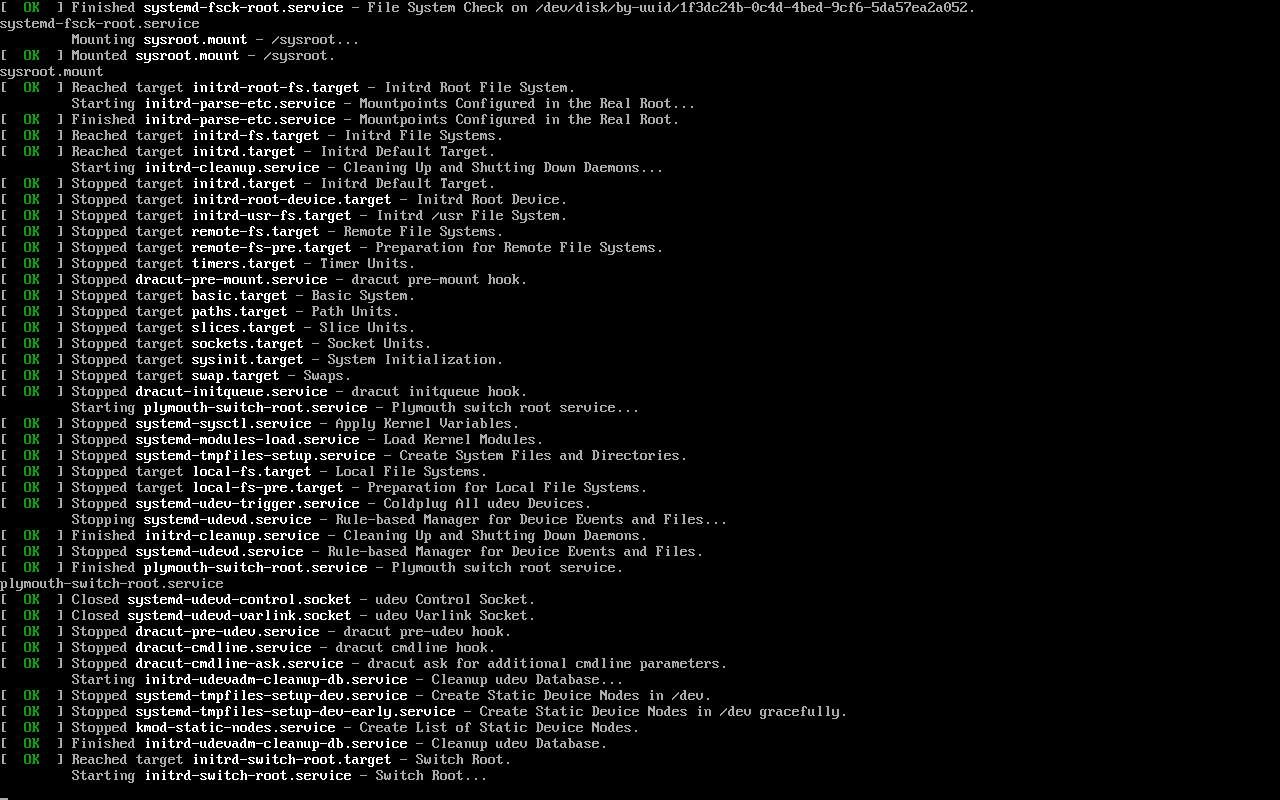 [  OK  ] Finished systemd-fsck-root.service - File System Check on /dev/disk/by-uuid/1f3dc24b-0c4d-4bed-9cf6-5da57ea2a052.
systemd-fsck-root.service
         Mounting sysroot.mount - /sysroot...
[  OK  ] Mounted sysroot.mount - /sysroot.
sysroot.mount
[  OK  ] Reached target initrd-root-fs.target - Initrd Root File System.
         Starting initrd-parse-etc.service - Mountpoints Configured in the Real Root...
[  OK  ] Finished initrd-parse-etc.service - Mountpoints Configured in the Real Root.
[  OK  ] Reached target initrd-fs.target - Initrd File Systems.
[  OK  ] Reached target initrd.target - Initrd Default Target.
         Starting initrd-cleanup.service - Cleaning Up and Shutting Down Daemons...
[  OK  ] Stopped target initrd.target - Initrd Default Target.
[  OK  ] Stopped target initrd-root-device.target - Initrd Root Device.
[  OK  ] Stopped target initrd-usr-fs.target - Initrd /usr File System.
[  OK  ] Stopped target remote-fs.target - Remote File Systems.
[  OK  ] Stopped target remote-fs-pre.target - Preparation for Remote File Systems.
[  OK  ] Stopped target timers.target - Timer Units.
[  OK  ] Stopped dracut-pre-mount.service - dracut pre-mount hook.
[  OK  ] Stopped target basic.target - Basic System.
[  OK  ] Stopped target paths.target - Path Units.
[  OK  ] Stopped target slices.target - Slice Units.
[  OK  ] Stopped target sockets.target - Socket Units.
[  OK  ] Stopped target sysinit.target - System Initialization.
[  OK  ] Stopped target swap.target - Swaps.
[  OK  ] Stopped dracut-initqueue.service - dracut initqueue hook.
         Starting plymouth-switch-root.service - Plymouth switch root service...
[  OK  ] Stopped systemd-sysctl.service - Apply Kernel Variables.
[  OK  ] Stopped systemd-modules-load.service - Load Kernel Modules.
[  OK  ] Stopped systemd-tmpfiles-setup.service - Create System Files and Directories.
[  OK  ] Stopped target local-fs.target - Local File Systems.
[  OK  ] Stopped target local-fs-pre.target - Preparation for Local File Systems.
[  OK  ] Stopped systemd-udev-trigger.service - Coldplug All udev Devices.
         Stopping systemd-udevd.service - Rule-based Manager for Device Events and Files...
[  OK  ] Finished initrd-cleanup.service - Cleaning Up and Shutting Down Daemons.
[  OK  ] Stopped systemd-udevd.service - Rule-based Manager for Device Events and Files.
[  OK  ] Finished plymouth-switch-root.service - Plymouth switch root service.
plymouth-switch-root.service
[  OK  ] Closed systemd-udevd-control.socket - udev Control Socket.
[  OK  ] Closed systemd-udevd-varlink.socket - udev Varlink Socket.
[  OK  ] Stopped dracut-pre-udev.service - dracut pre-udev hook.
[  OK  ] Stopped dracut-cmdline.service - dracut cmdline hook.
[  OK  ] Stopped dracut-cmdline-ask.service - dracut ask for additional cmdline parameters.
         Starting initrd-udevadm-cleanup-db.service - Cleanup udev Database...
[  OK  ] Stopped systemd-tmpfiles-setup-dev.service - Create Static Device Nodes in /dev.
[  OK  ] Stopped systemd-tmpfiles-setup-dev-early.service - Create Static Device Nodes in /dev gracefully.
[  OK  ] Stopped kmod-static-nodes.service - Create List of Static Device Nodes.
[  OK  ] Finished initrd-udevadm-cleanup-db.service - Cleanup udev Database.
[  OK  ] Reached target initrd-switch-root.target - Switch Root.
         Starting initrd-switch-root.service - Switch Root...